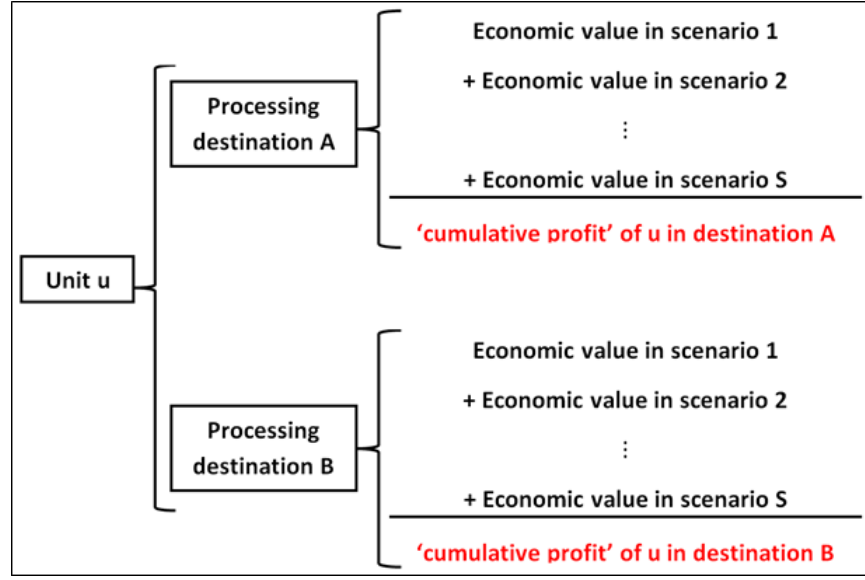 Economic value in scenario 1
+ Economic value in scenario 2
⋮
+ Economic value in scenario S
‘cumulative profit’ of u in destination A
Processing
destination A
Unit u
Economic value in scenario 1
+ Economic value in scenario 2
⋮
+ Economic value in scenario S
‘cumulative profit’ of u in destination B
Processing
destination B